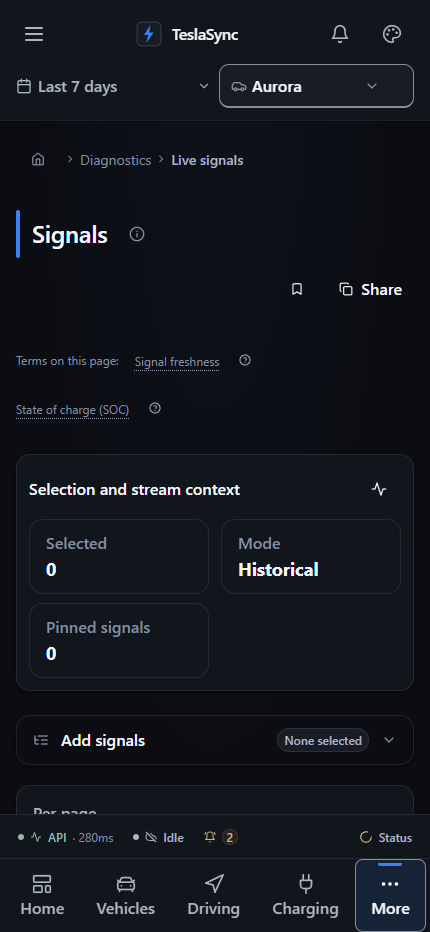 TeslaSync
Last 7 days
Aurora
Diagnostics
Live signals
Signals
Share
Terms on this page: Signal freshness
State of charge (SOC)
Selection and stream context
Selected
0
Mode
Historical
Pinned signals
0
Add signals
None selected
Per page
API · 280ms
Idle
2
Status
Home
Vehicles
Driving
Charging
More